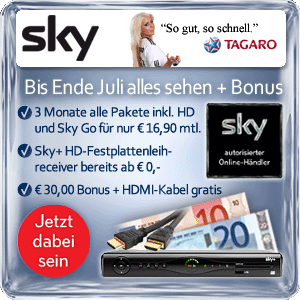 sky
"So gut, so schnell."
TAGARO
Bis Ende Juli alles sehen + Bonus
3 Monate alle Pakete inkl. HD
und Sky Go für nur € 16,90 mtl.
Sky+ HD-Festplattenleih-
receiver bereits ab € 0,-
€ 30,00 Bonus + HDMI-Kabel gratis
sky
autorisierter
Online-Händler
Jetzt
dabei
sein
10
20
sky+